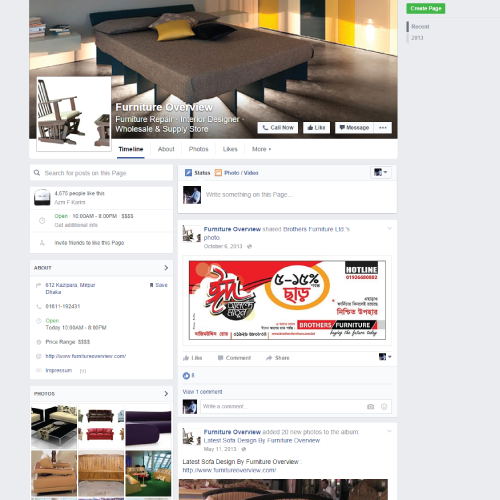 Create Page
Recent
2013
Furniture Overview
Furniture Repair · Interior Designer ·
Wholesale & Supply Store
Call Now
Like
Message
Timeline
About
Photos
Likes
More
Search for posts on this Page
Status
Photo / Video
Write something on this Page...
4,675 people like this
Open · 10:00AM - 8:00PM · $$$$
Get additional info
Invite friends to like this Page
ABOUT
612 Kazipara, Mirpur
Dhaka
Save
01611-192431
Open
Today 10:00AM - 8:00PM
Price Range $$$$
http://www.furnitureoverview.com/
Impressum
PHOTOS
Furniture Overview shared Brothers Furniture Ltd.'s
photo.
October 6, 2013
ঈদ
৫-১৫%
ছাড়
HOTLINE
নিশ্চিত উপহার
BROTHERS FURNITURE
buying the future today
Like
Comment
Share
8
View 1 comment
Write a comment...
Furniture Overview added 20 new photos to the album:
Latest Sofa Design By Furniture Overview
May 11, 2013
Latest Sofa Design By Furniture Overview :
http://www.furnitureoverview.com/